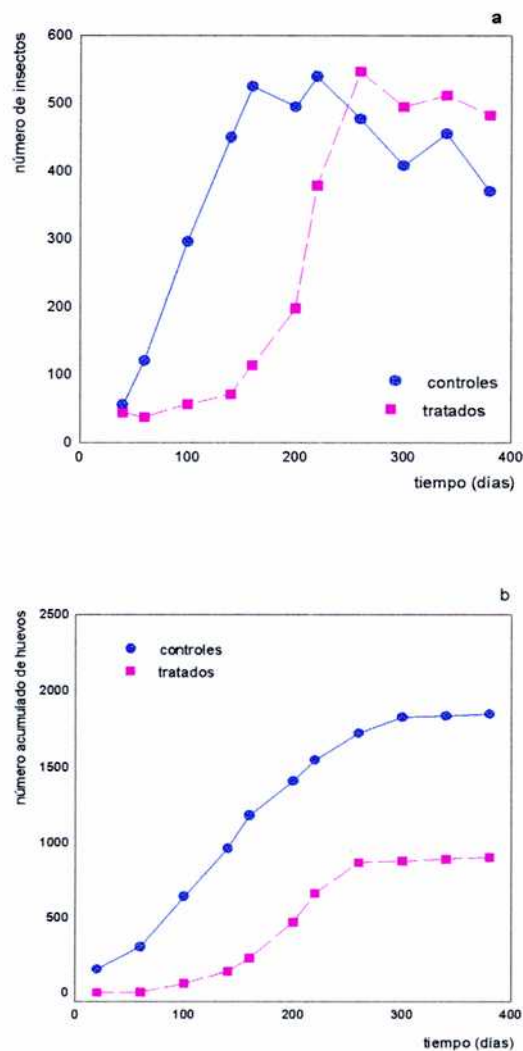 a
600
500
400
300
200
100
0
número de insectos
controles
tratados
0 100 200 300 400
tiempo (días)
b
2500
2000
1500
1000
500
0
número acumulado de huevos
controles
tratados
0 100 200 300 400
tiempo (días)